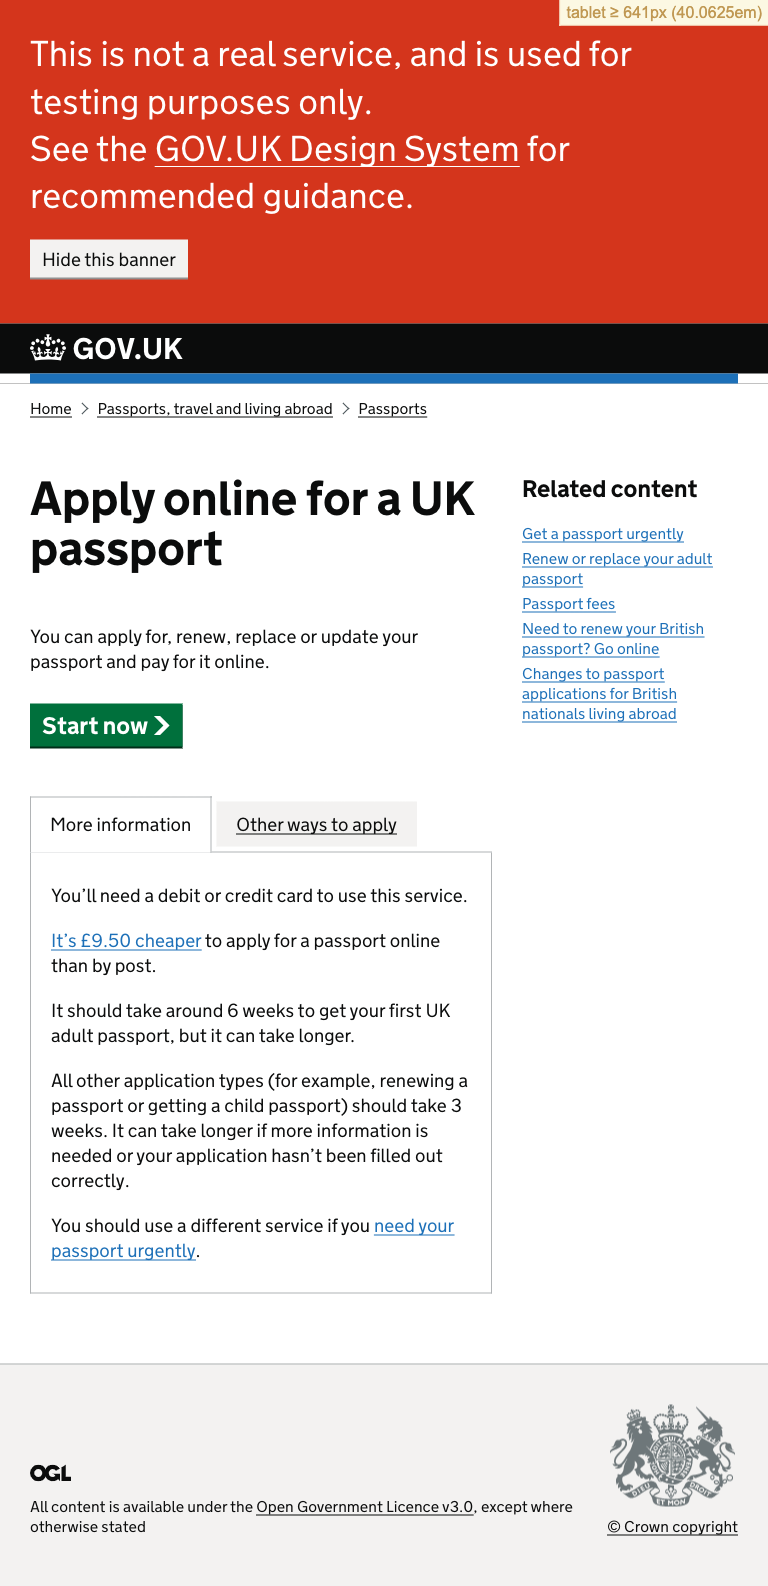 tablet ≥ 641px (40.0625em)
This is not a real service, and is used for
testing purposes only.
See the GOV.UK Design System for
recommended guidance.
Hide this banner
GOV.UK
Home
Passports, travel and living abroad
Passports
Apply online for a UK
passport
You can apply for, renew, replace or update your
passport and pay for it online.
Start now
More information
Other ways to apply
You’ll need a debit or credit card to use this service.
It’s £9.50 cheaper to apply for a passport online
than by post.
It should take around 6 weeks to get your first UK
adult passport, but it can take longer.
All other application types (for example, renewing a
passport or getting a child passport) should take 3
weeks. It can take longer if more information is
needed or your application hasn’t been filled out
correctly.
You should use a different service if you need your
passport urgently.
Related content
Get a passport urgently
Renew or replace your adult
passport
Passport fees
Need to renew your British
passport? Go online
Changes to passport
applications for British
nationals living abroad
OGL
All content is available under the Open Government Licence v3.0, except where
otherwise stated
DIEU ET MON DROIT
© Crown copyright